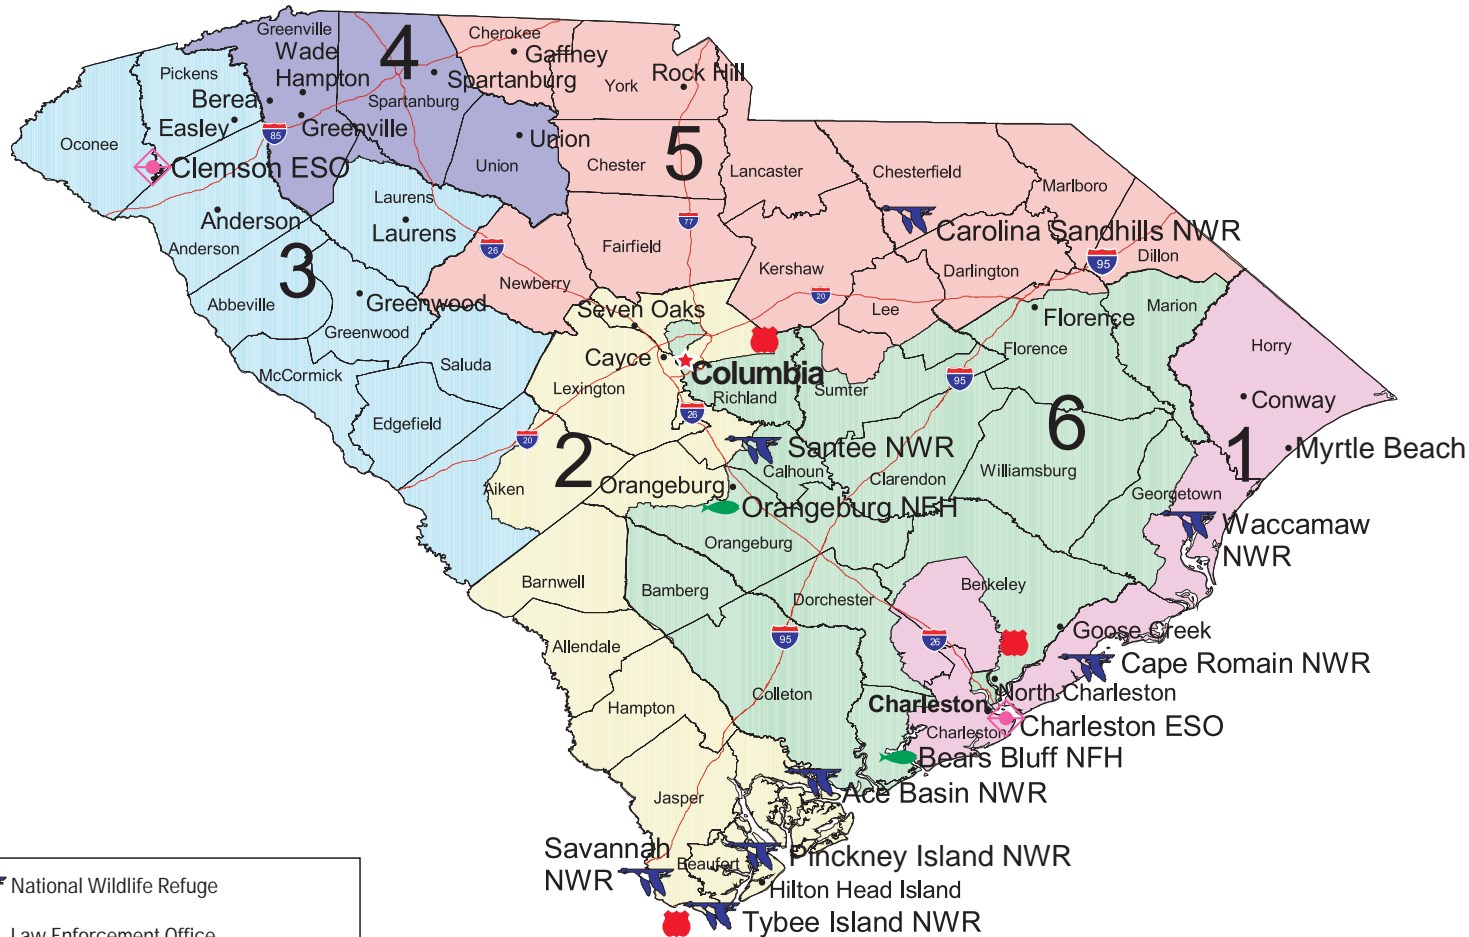 Greenville
Cherokee
4
Wade
Hampton
Gaffney
Pickens
Spartanburg
Rock Hill
York
Berea
Spartanburg
Easley
85
Greenville
Union
Oconee
5
Clemson ESO
Union
Chester
Lancaster
Chesterfield
Marlboro
Laurens
Anderson
Laurens
77
Carolina Sandhills NWR
Anderson
26
Fairfield
95
Dillon
3
Kershaw
Darlington
Newberry
20
Abbeville
Greenwood
Greenwood
Seven Oaks
Lee
Marion
Florence
Florence
Horry
Cayce
Saluda
McCormick
Columbia
Lexington
Richland
Sumter
95
26
Conway
Edgefield
20
6
1
2
Santee NWR
Myrtle Beach
Calhoun
Clarendon
Williamsburg
Aiken
Orangeburg
Georgetown
Orangeburg NFH
Waccamaw
NWR
Orangeburg
Barnwell
Bamberg
Berkeley
Dorchester
Goose Creek
95
26
Allendale
Cape Romain NWR
Colleton
North Charleston
Hampton
Charleston
Charleston
Charleston ESO
Bears Bluff NFH
Jasper
Ace Basin NWR
Savannah
NWR
Beaufort
Pinckney Island NWR
Hilton Head Island
Tybee Island NWR
National Wildlife Refuge
Law Enforcement Office